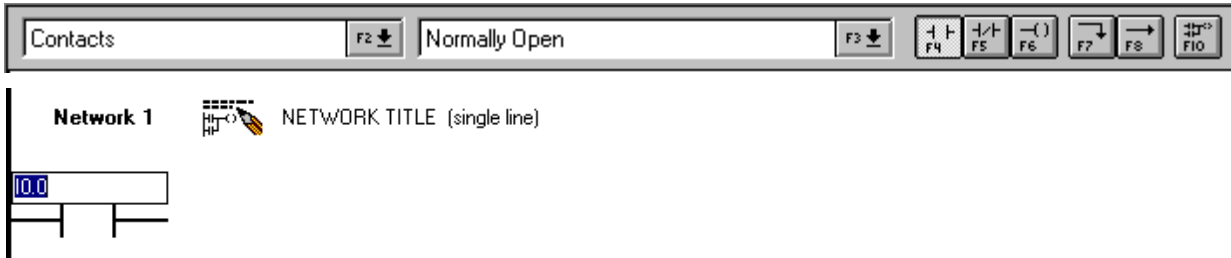 Contacts F2 Normally Open F3 F4 F5 F6 F7 F8 F10
Network 1 NETWORK TITLE (single line)
I0.0